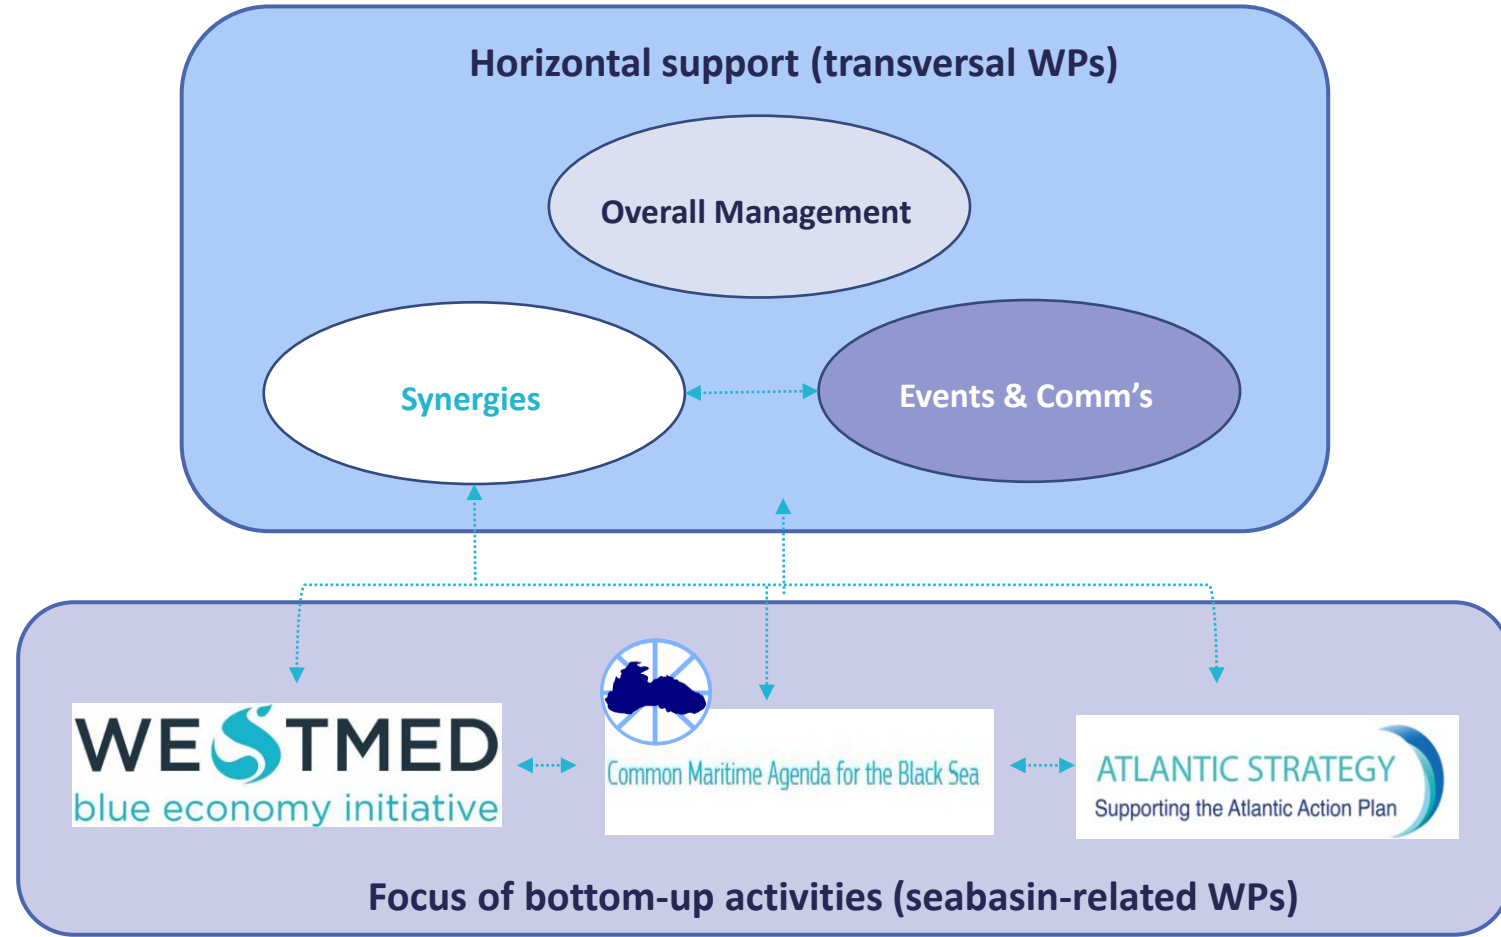 Horizontal support (transversal WPs)
Overall Management
Synergies
Events & Comm's
WESTMED
blue economy initiative
Common Maritime Agenda for the Black Sea
ATLANTIC STRATEGY
Supporting the Atlantic Action Plan
Focus of bottom-up activities (seabasin-related WPs)